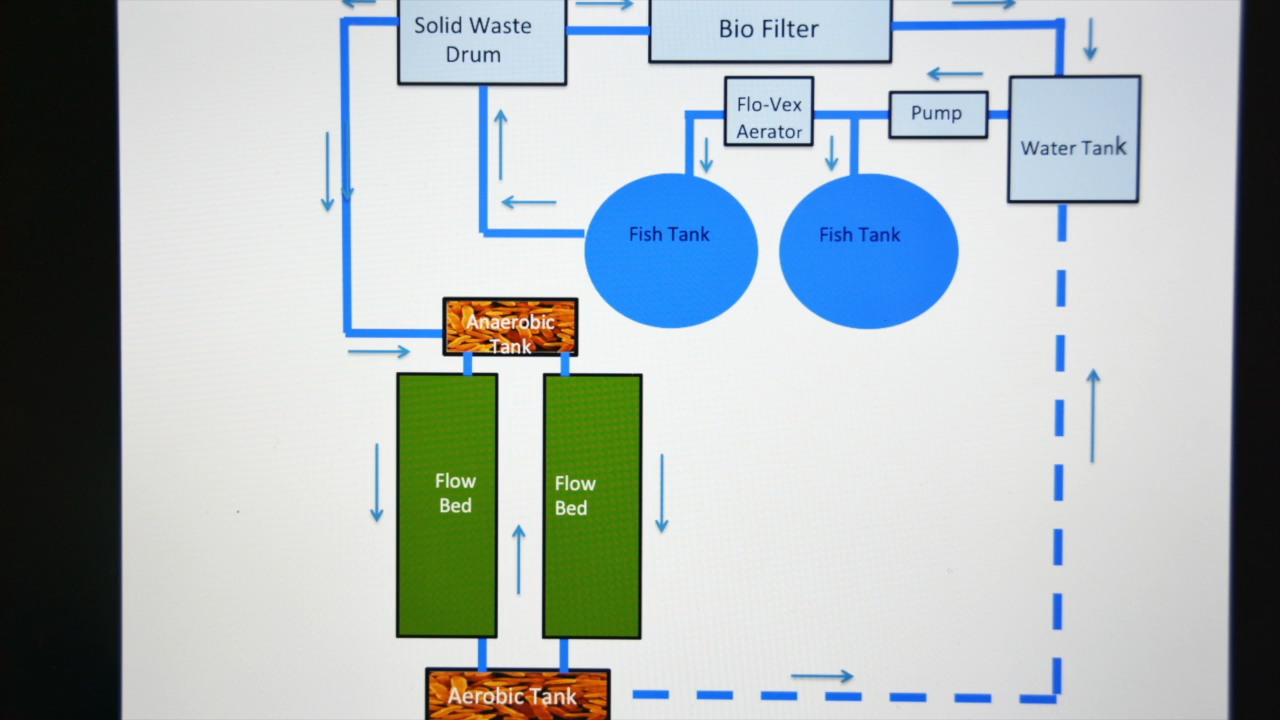 Solid Waste
Drum
Bio Filter
Flo-Vex
Aerator
Pump
Water Tank
Fish Tank
Fish Tank
Anaerobic
Tank
Flow
Bed
Flow
Bed
Aerobic Tank